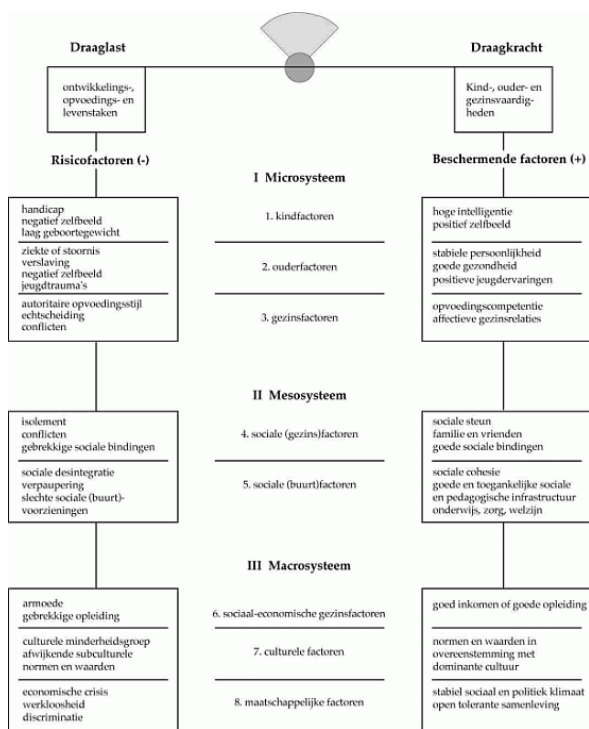 Draaglast
Draagkracht
ontwikkelings-,
opvoedings- en
levenstaken
Kind-, ouder- en
gezinsvaardig-
heden
Risicofactoren (-)
Beschermende factoren (+)
I Microsysteem
handicap
negatief zelfbeeld
laag geboortegewicht
1. kindfactoren
hoge intelligentie
positief zelfbeeld
ziekte of stoornis
verslaving
negatief zelfbeeld
jeugdtrauma's
2. ouderfactoren
stabiele persoonlijkheid
goede gezondheid
positieve jeugdervaringen
autoritaire opvoedingsstijl
echtscheiding
conflicten
3. gezinsfactoren
opvoedingscompetentie
affectieve gezinsrelaties
II Mesosysteem
isolement
conflicten
gebrekkige sociale bindingen
4. sociale (gezins)factoren
sociale steun
familie en vrienden
goede sociale bindingen
sociale desintegratie
verpaupering
slechte sociale (buurt)-
voorzieningen
5. sociale (buurt)factoren
sociale cohesie
goede en toegankelijke sociale
en pedagogische infrastructuur
onderwijs, zorg, welzijn
III Macrosysteem
armoede
gebrekkige opleiding
6. sociaal-economische gezinsfactoren
goed inkomen of goede opleiding
culturele minderheidsgroep
afwijkende subculturele
normen en waarden
7. culturele factoren
normen en waarden in
overeenstemming met
dominante cultuur
economische crisis
werkloosheid
discriminatie
8. maatschappelijke factoren
stabiel sociaal en politiek klimaat
open tolerante samenleving